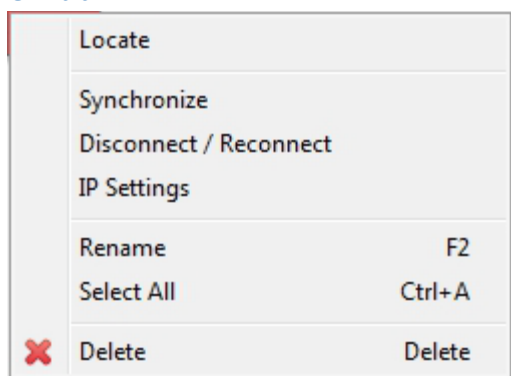 Locate
Synchronize
Disconnect / Reconnect
IP Settings
Rename F2
Select All Ctrl+A
Delete Delete